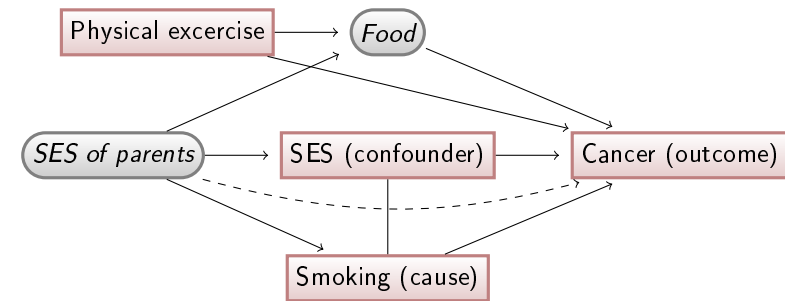 Physical excercise
Food
SES of parents
SES (confounder)
Cancer (outcome)
Smoking (cause)